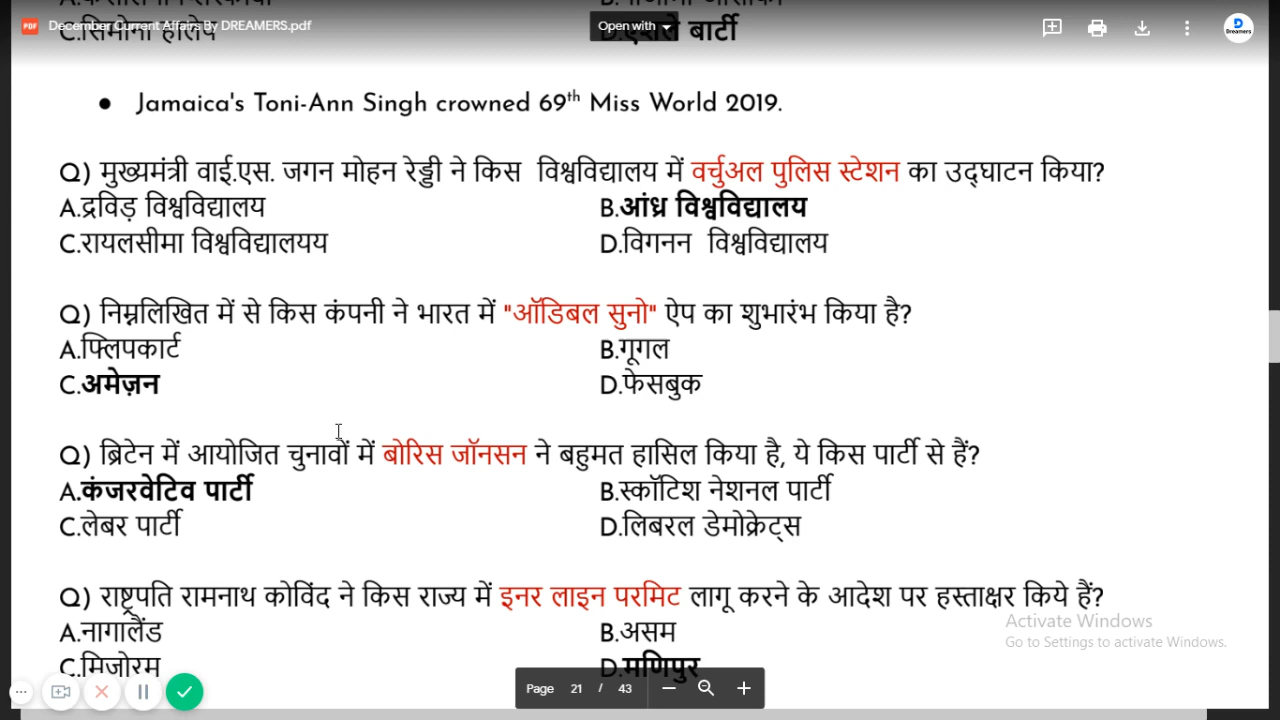 December Current Affairs By DREAMERS.pdf
Open with
C.सिमोना हालेप
D.एशले बार्टी
Dreamers
● Jamaica's Toni-Ann Singh crowned 69th Miss World 2019.
Q) मुख्यमंत्री वाई.एस. जगन मोहन रेड्डी ने किस विश्वविद्यालय में वर्चुअल पुलिस स्टेशन का उद्घाटन किया?
A.द्रविड़ विश्वविद्यालय
B.आंध्र विश्वविद्यालय
C.रायलसीमा विश्वविद्यालयय
D.विगनन विश्वविद्यालय
Q) निम्नलिखित में से किस कंपनी ने भारत में "ऑडिबल सुनो" ऐप का शुभारंभ किया है?
A.फ्लिपकार्ट
B.गूगल
C.अमेज़न
D.फेसबुक
Q) ब्रिटेन में आयोजित चुनावों में बोरिस जॉनसन ने बहुमत हासिल किया है, ये किस पार्टी से हैं?
A.कंजरवेटिव पार्टी
B.स्कॉटिश नेशनल पार्टी
C.लेबर पार्टी
D.लिबरल डेमोक्रेट्स
Q) राष्ट्रपति रामनाथ कोविंद ने किस राज्य में इनर लाइन परमिट लागू करने के आदेश पर हस्ताक्षर किये हैं?
A.नागालैंड
B.असम
Activate Windows
Go to Settings to activate Windows.
C.मिजोरम
D.मणिपुर
Page 21 / 43